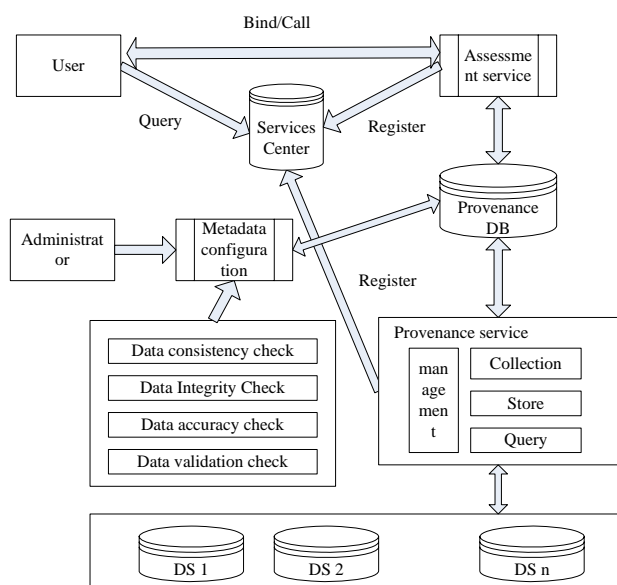 Bind/Call
User
Assessme
nt service
Query
Services
Center
Register
Provenance
DB
Administrat
or
Metadata
configura
tion
Register
Data consistency check
Data Integrity Check
Data accuracy check
Data validation check
Provenance service
man
ageme
nt
Collection
Store
Query
DS 1
DS 2
DS n